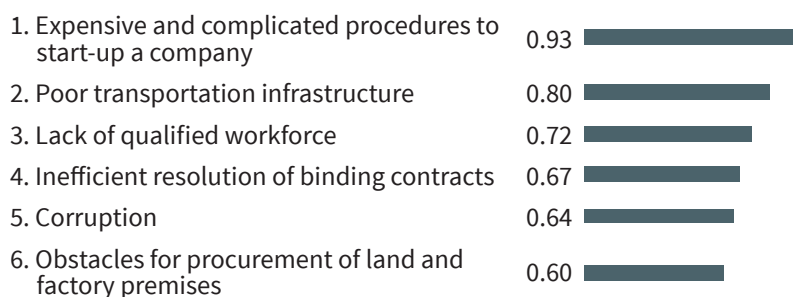 1. Expensive and complicated procedures to
start-up a company
0.93
2. Poor transportation infrastructure 0.80
3. Lack of qualified workforce 0.72
4. Inefficient resolution of binding contracts 0.67
5. Corruption 0.64
6. Obstacles for procurement of land and
factory premises
0.60